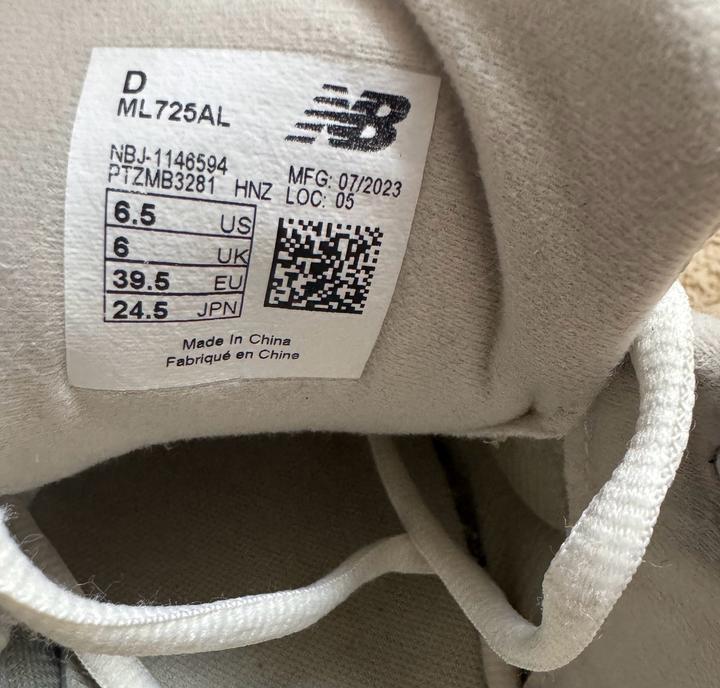 D
ML725AL
NB
NBJ-1146594
PTZMB3281 HNZ
MFG: 07/2023
LOC: 05
6.5 US
6 UK
39.5 EU
24.5 JPN
Made In China
Fabriqué en Chine